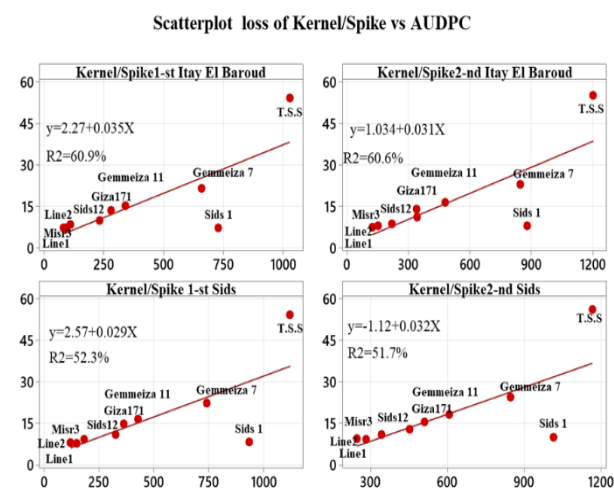 Scatterplot loss of Kernel/Spike vs AUDPC
Kernel/Spike1-st Itay El Baroud
60
45
30
15
0
y=2.27+0.035X
R2=60.9%
T.S.S
Gemmeiza 11
Gemmeiza 7
Giza171
Sids12
Line2
Misr3
Line1
Sids 1
0 250 500 750 1000
Kernel/Spike2-nd Itay El Baroud
60
45
30
15
0
y=1.034+0.031X
R2=60.6%
T.S.S
Gemmeiza 11
Gemmeiza 7
Giza171
Misr3
Sids12
Line2
Line1
Sids 1
0 300 600 900 1200
Kernel/Spike 1-st Sids
60
45
30
15
0
y=2.57+0.029X
R2=52.3%
T.S.S
Gemmeiza 11
Gemmeiza 7
Giza171
Misr3
Sids12
Line2
Line1
Sids 1
0 250 500 750 1000
Kernel/Spike2-nd Sids
60
45
30
15
0
y=-1.12+0.032X
R2=51.7%
T.S.S
Gemmeiza 11
Gemmeiza 7
Giza171
Misr3
Sids12
Line2
Line1
Sids 1
300 600 900 1200